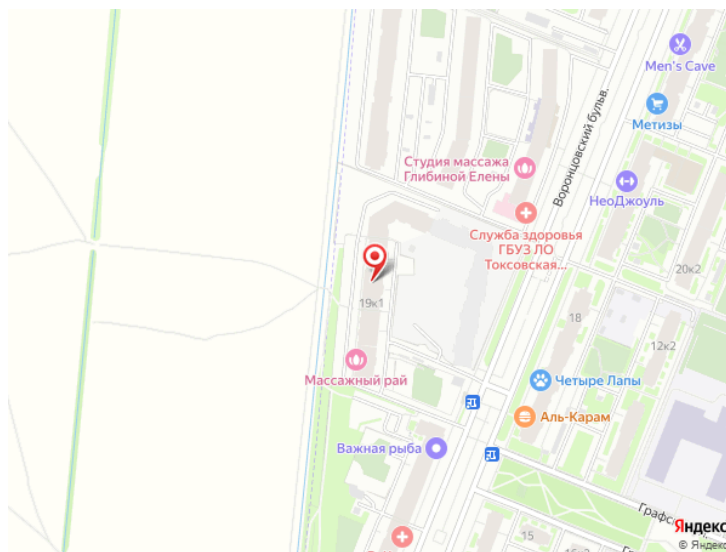 Men's Cave
Метизы
Воронцовский бульв.
Студия массажа
Глибиной Елены
НеоДжоуль
Служба здоровья
ГБУЗ ЛО
Токсовская...
20к2
19к1
18
12к2
Массажный рай
Четыре Лапы
Аль-Карам
Важная рыба
15
Яндекс
© Яндекс